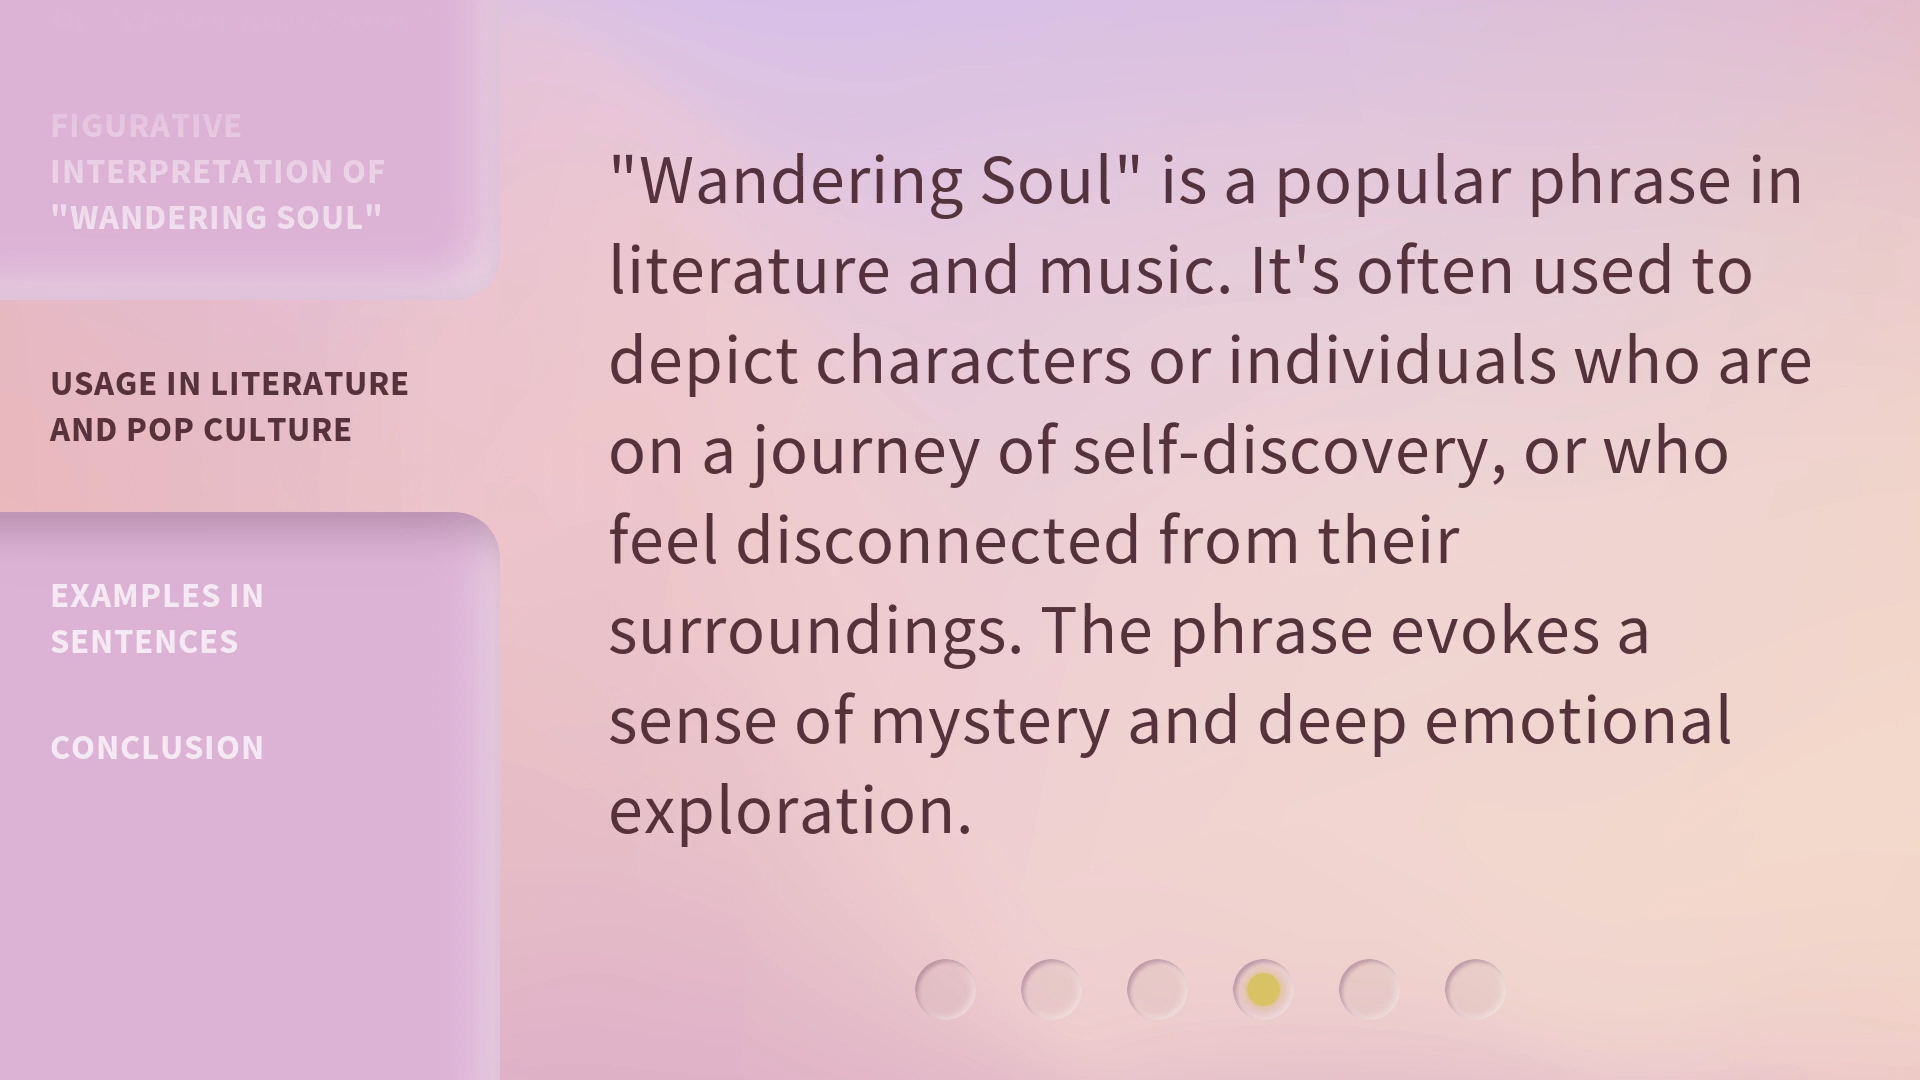 FIGURATIVE
INTERPRETATION OF
"WANDERING SOUL"
USAGE IN LITERATURE
AND POP CULTURE
EXAMPLES IN
SENTENCES
CONCLUSION
"Wandering Soul" is a popular phrase in
literature and music. It's often used to
depict characters or individuals who are
on a journey of self-discovery, or who
feel disconnected from their
surroundings. The phrase evokes a
sense of mystery and deep emotional
exploration.